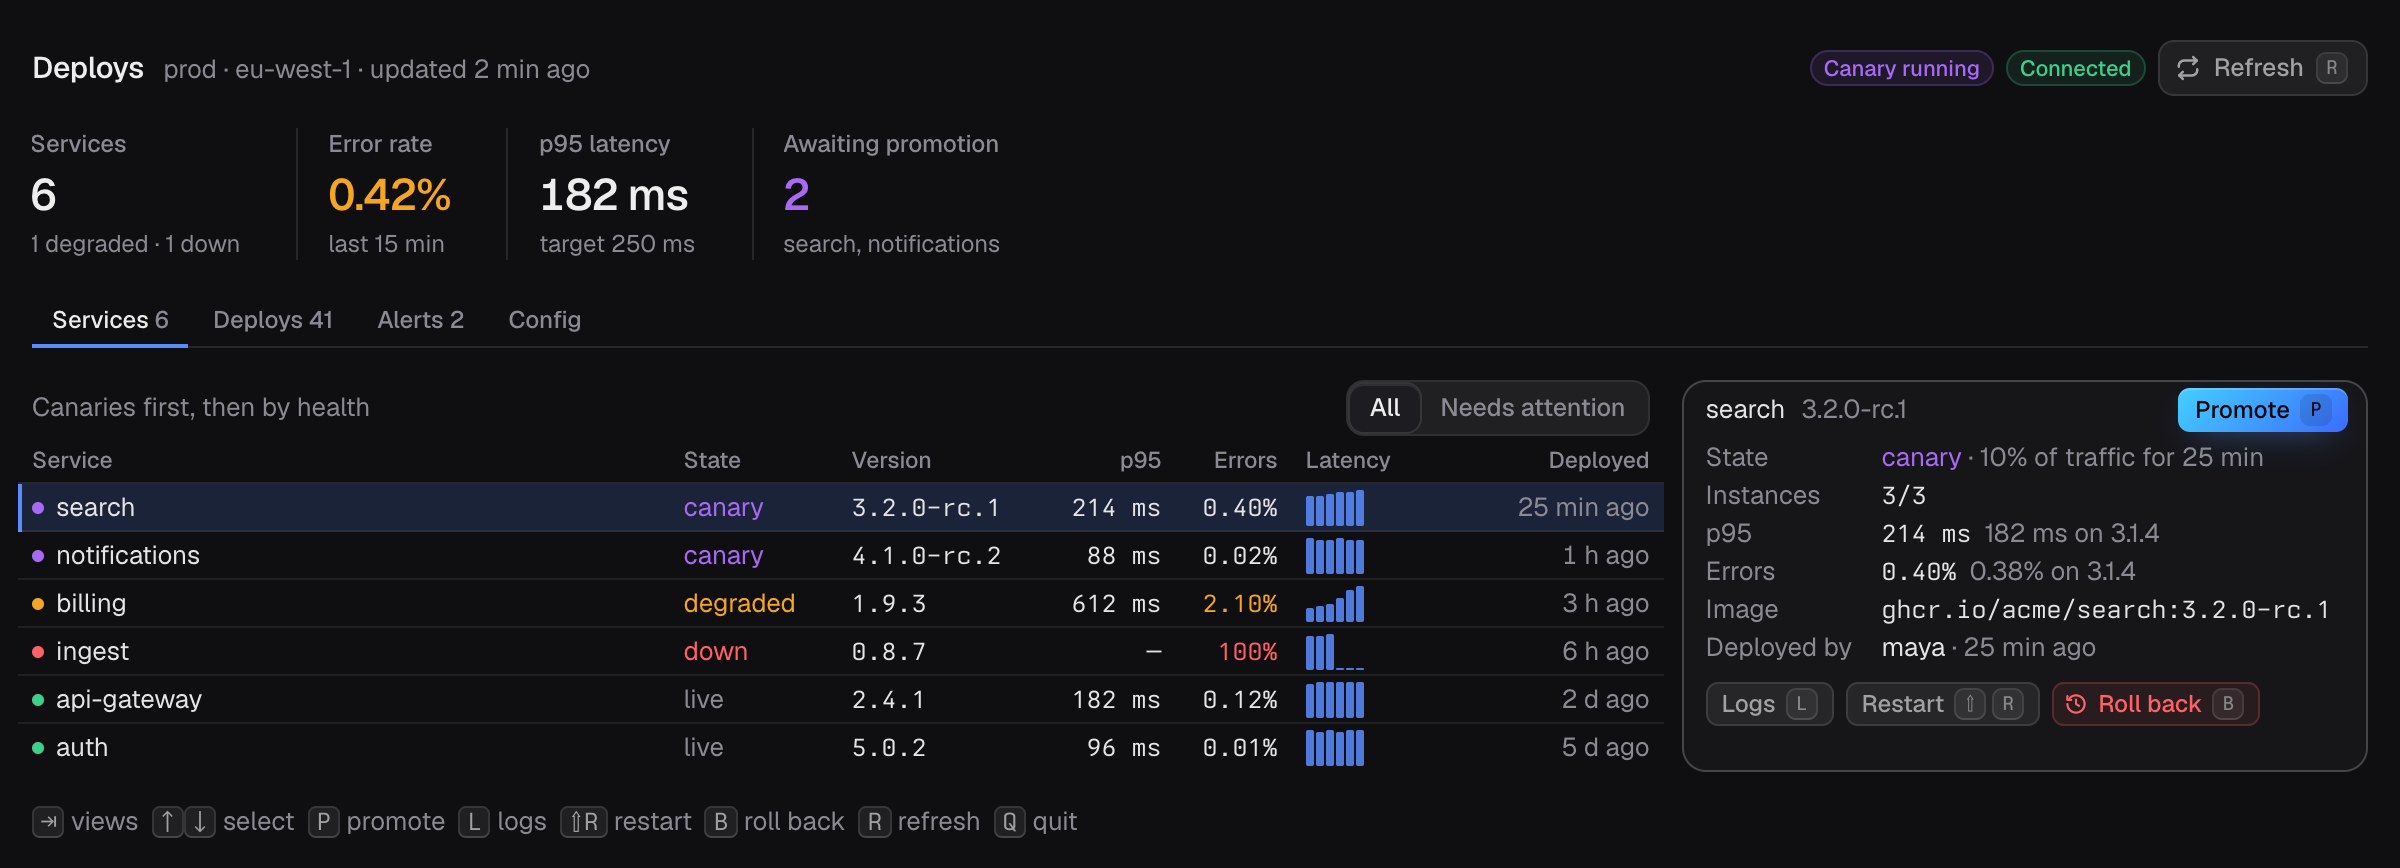 Deploys prod · eu-west-1 · updated 2 min ago Canary running Connected Refresh R
Services Error rate p95 latency Awaiting promotion
6 0.42% 182 ms 2
1 degraded · 1 down last 15 min target 250 ms search, notifications
Services 6 Deploys 41 Alerts 2 Config
Canaries first, then by health All Needs attention
Service State Version p95 Errors Latency Deployed
search canary 3.2.0-rc.1 214 ms 0.40% 25 min ago
notifications canary 4.1.0-rc.2 88 ms 0.02% 1 h ago
billing degraded 1.9.3 612 ms 2.10% 3 h ago
ingest down 0.8.7 — 100% 6 h ago
api-gateway live 2.4.1 182 ms 0.12% 2 d ago
auth live 5.0.2 96 ms 0.01% 5 d ago
search 3.2.0-rc.1 Promote P
State canary · 10% of traffic for 25 min
Instances 3/3
p95 214 ms 182 ms on 3.1.4
Errors 0.40% 0.38% on 3.1.4
Image ghcr.io/acme/search:3.2.0-rc.1
Deployed by maya · 25 min ago
Logs L Restart ⇧ R Roll back B
⇥ views ↑ ↓ select P promote L logs ⇧R restart B roll back R refresh Q quit